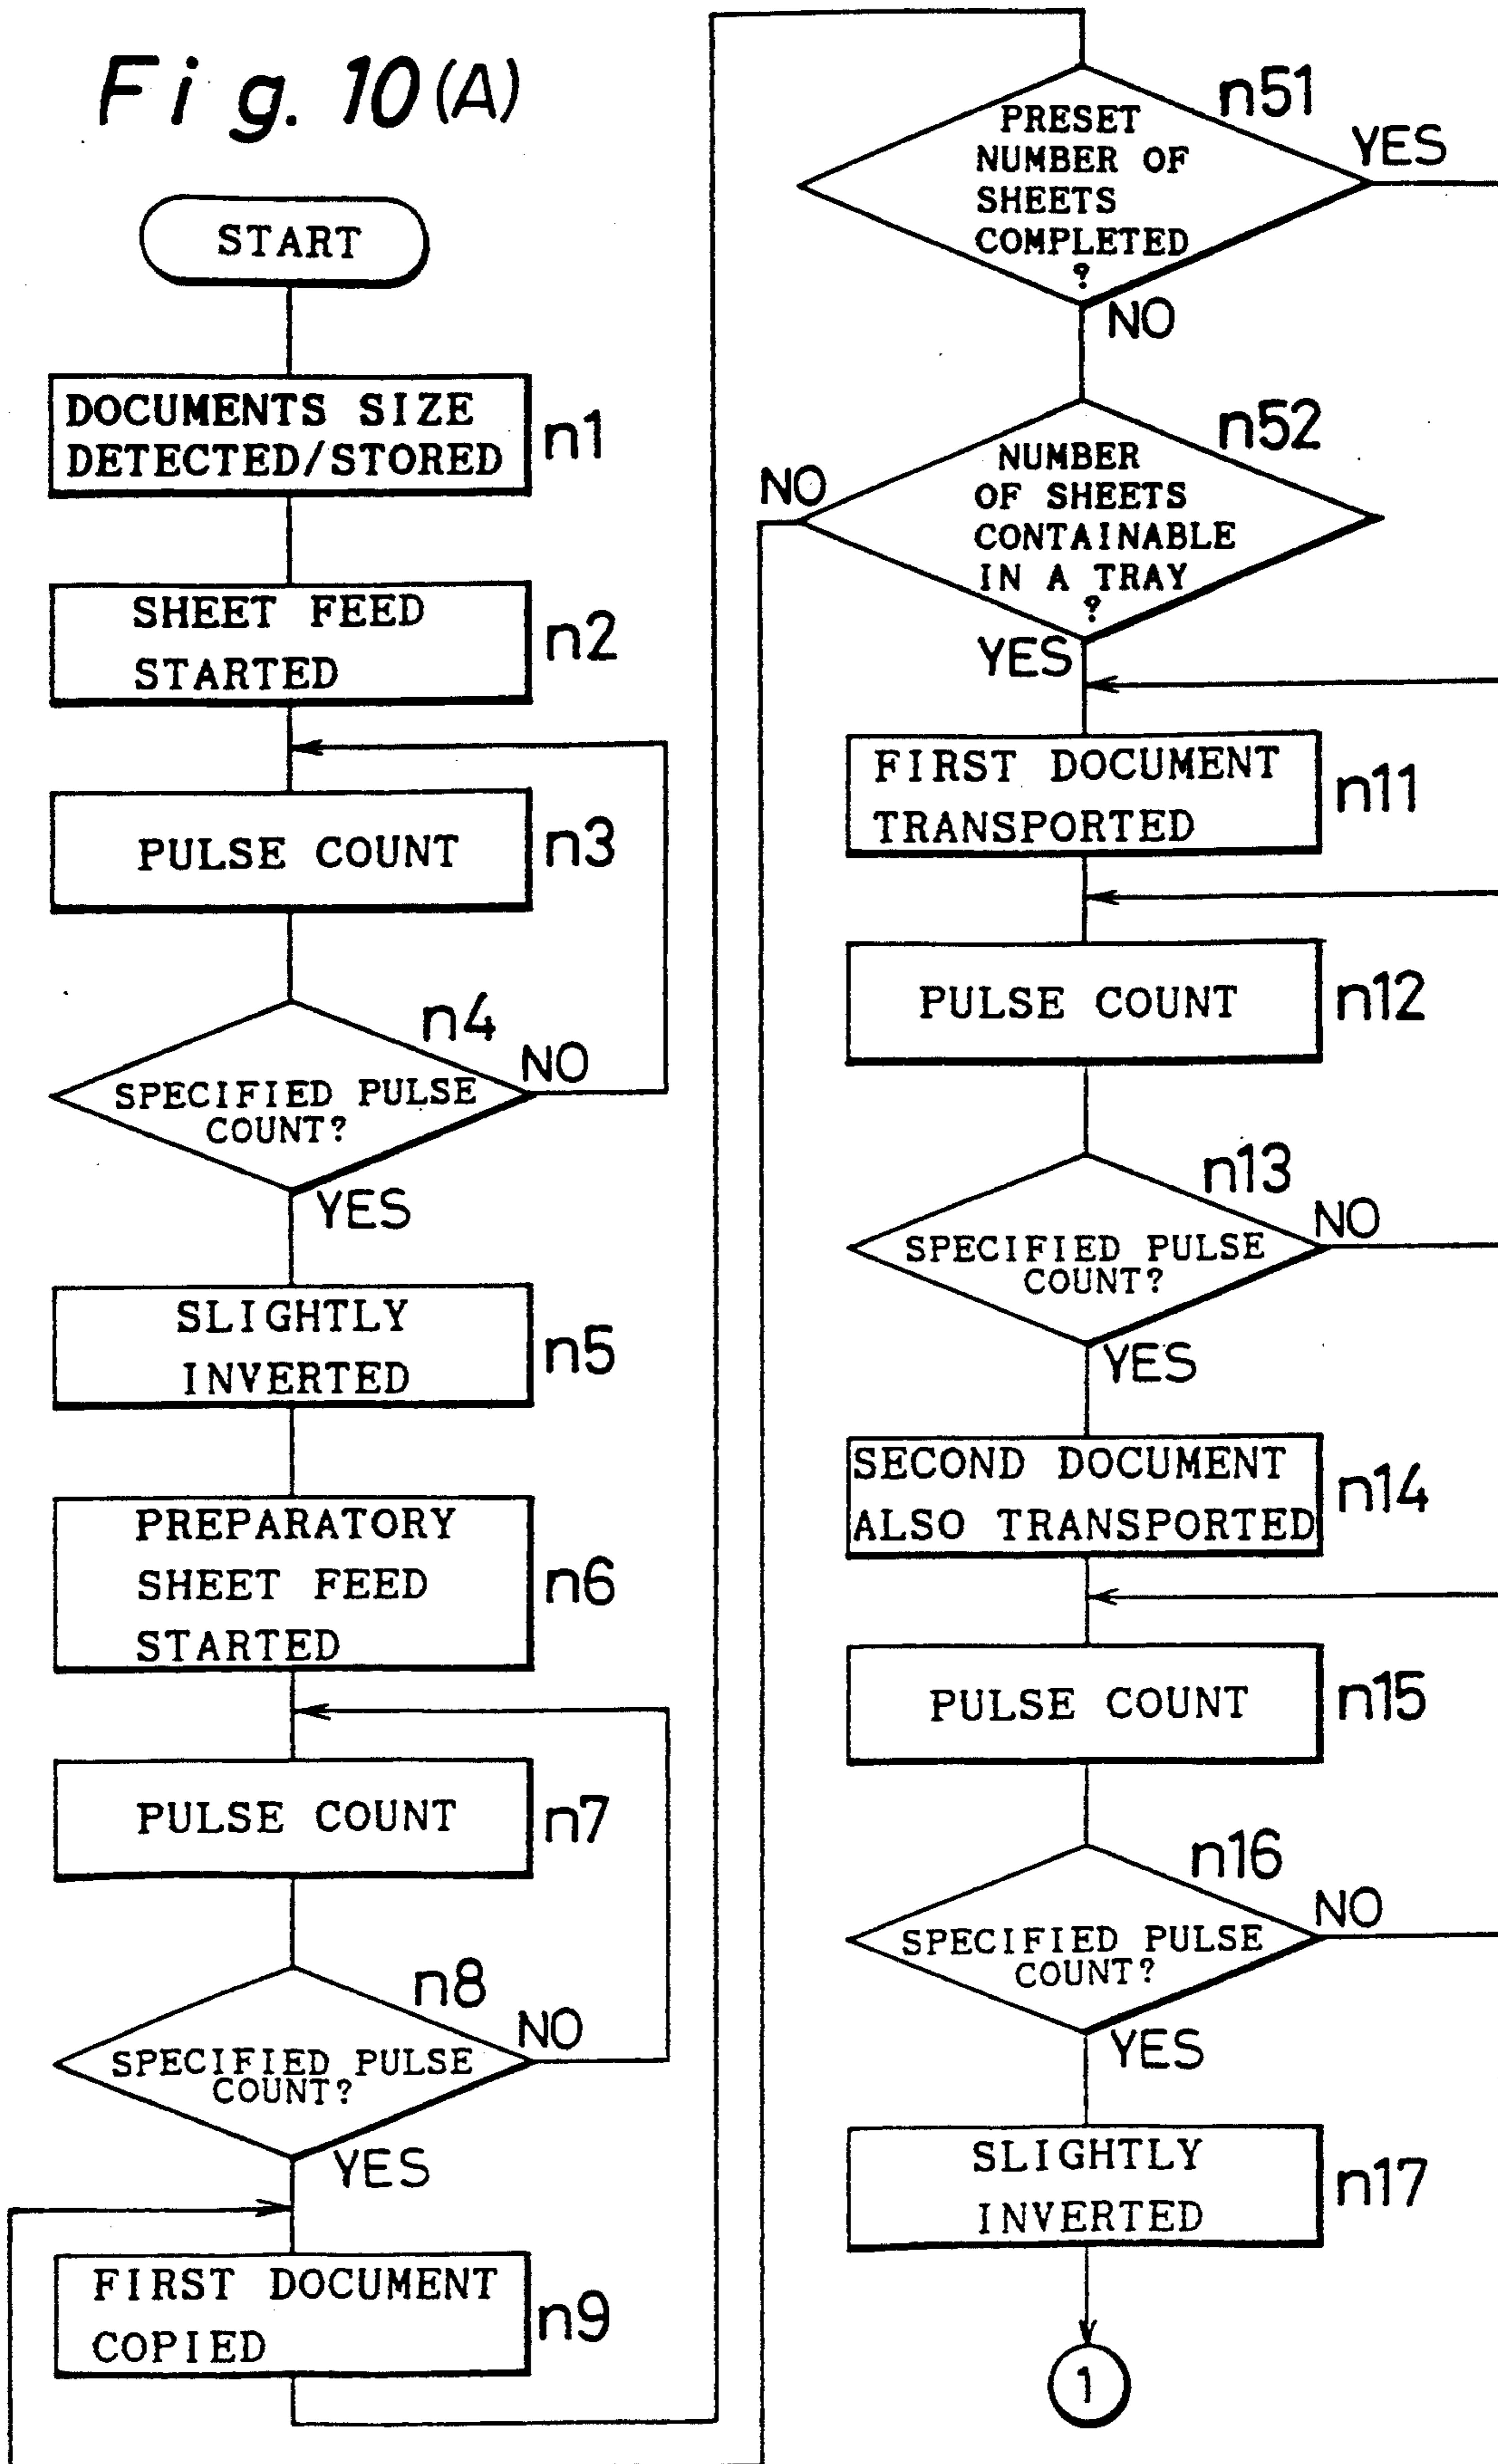 Fig. 10(A)
START
DOCUMENTS SIZE
DETECTED/STORED
n1
SHEET FEED
STARTED
n2
PULSE COUNT
n3
n4
SPECIFIED PULSE
COUNT?
NO
YES
SLIGHTLY
INVERTED
n5
PREPARATORY
SHEET FEED
STARTED
n6
PULSE COUNT
n7
n8
SPECIFIED PULSE
COUNT?
NO
YES
FIRST DOCUMENT
COPIED
n9
n51
PRESET
NUMBER OF
SHEETS
COMPLETED
?
YES
NO
n52
NUMBER
OF SHEETS
CONTAINABLE
IN A TRAY
?
NO
YES
FIRST DOCUMENT
TRANSPORTED
n11
PULSE COUNT
n12
n13
SPECIFIED PULSE
COUNT?
NO
YES
SECOND DOCUMENT
ALSO TRANSPORTED
n14
PULSE COUNT
n15
n16
SPECIFIED PULSE
COUNT?
NO
YES
SLIGHTLY
INVERTED
n17
1